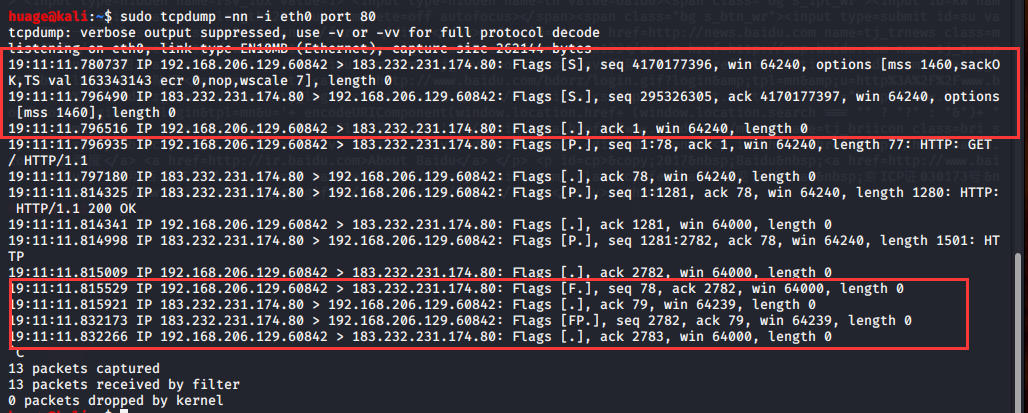 huage@kali:~$ sudo tcpdump -nn -i eth0 port 80
tcpdump: verbose output suppressed, use -v or -vv for full protocol decode
listening on eth0, link-type EN10MB (Ethernet), capture size 262144 bytes
19:11:11.780737 IP 192.168.206.129.60842 > 183.232.231.174.80: Flags [S], seq 4170177396, win 64240, options [mss 1460,sackO
K,TS val 163343143 ecr 0,nop,wscale 7], length 0
19:11:11.796490 IP 183.232.231.174.80 > 192.168.206.129.60842: Flags [S.], seq 295326305, ack 4170177397, win 64240, options
[mss 1460], length 0
19:11:11.796516 IP 192.168.206.129.60842 > 183.232.231.174.80: Flags [.], ack 1, win 64240, length 0
19:11:11.796935 IP 192.168.206.129.60842 > 183.232.231.174.80: Flags [P.], seq 1:78, ack 1, win 64240, length 77: HTTP: GET
/ HTTP/1.1
19:11:11.797180 IP 183.232.231.174.80 > 192.168.206.129.60842: Flags [.], ack 78, win 64240, length 0
19:11:11.814325 IP 183.232.231.174.80 > 192.168.206.129.60842: Flags [P.], seq 1:1281, ack 78, win 64240, length 1280: HTTP:
HTTP/1.1 200 OK
19:11:11.814341 IP 192.168.206.129.60842 > 183.232.231.174.80: Flags [.], ack 1281, win 64000, length 0
19:11:11.814998 IP 183.232.231.174.80 > 192.168.206.129.60842: Flags [P.], seq 1281:2782, ack 78, win 64240, length 1501: HT
TP
19:11:11.815009 IP 192.168.206.129.60842 > 183.232.231.174.80: Flags [.], ack 2782, win 64000, length 0
19:11:11.815529 IP 192.168.206.129.60842 > 183.232.231.174.80: Flags [F.], seq 78, ack 2782, win 64000, length 0
19:11:11.815921 IP 183.232.231.174.80 > 192.168.206.129.60842: Flags [.], ack 79, win 64239, length 0
19:11:11.832173 IP 183.232.231.174.80 > 192.168.206.129.60842: Flags [FP.], seq 2782, ack 79, win 64239, length 0
19:11:11.832266 IP 192.168.206.129.60842 > 183.232.231.174.80: Flags [.], ack 2783, win 64000, length 0
^C
13 packets captured
13 packets received by filter
0 packets dropped by kernel
huage@kali:~$